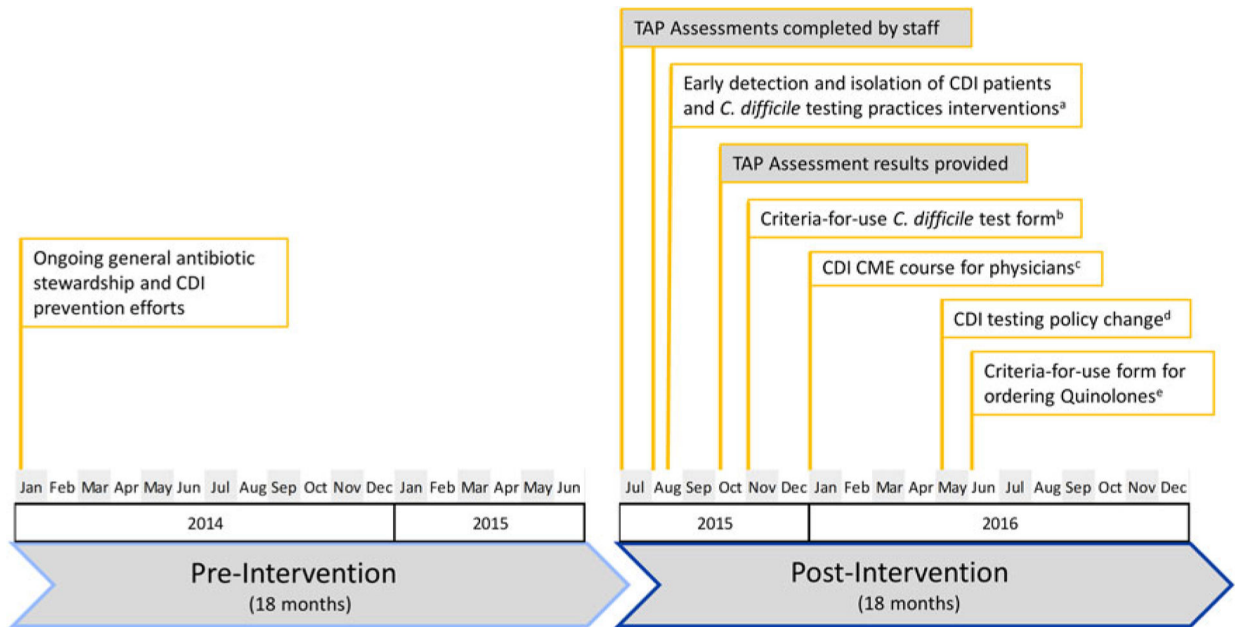 TAP Assessments completed by staff
Early detection and isolation of CDI patients
and C. difficile testing practices interventionsᵃ
TAP Assessment results provided
Criteria-for-use C. difficile test formᵇ
Ongoing general antibiotic
stewardship and CDI
prevention efforts
CDI CME course for physiciansᶜ
CDI testing policy changeᵈ
Criteria-for-use form for
ordering Quinolonesᵉ
Jan Feb Mar Apr May Jun Jul Aug Sep Oct Nov Dec Jan Feb Mar Apr May Jun
Jul Aug Sep Oct Nov Dec Jan Feb Mar Apr May Jun Jul Aug Sep Oct Nov Dec
2014 2015
2015 2016
Pre-Intervention
(18 months)
Post-Intervention
(18 months)